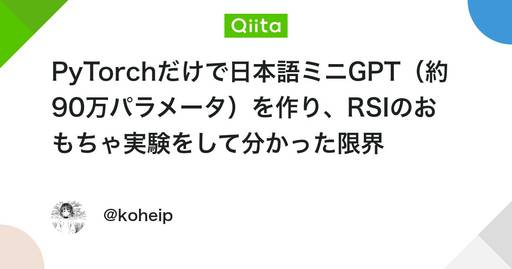 Qiita
PyTorchだけで日本語ミニGPT（約
90万パラメータ）を作り、RSIのお
もちゃ実験をして分かった限界
@koheip